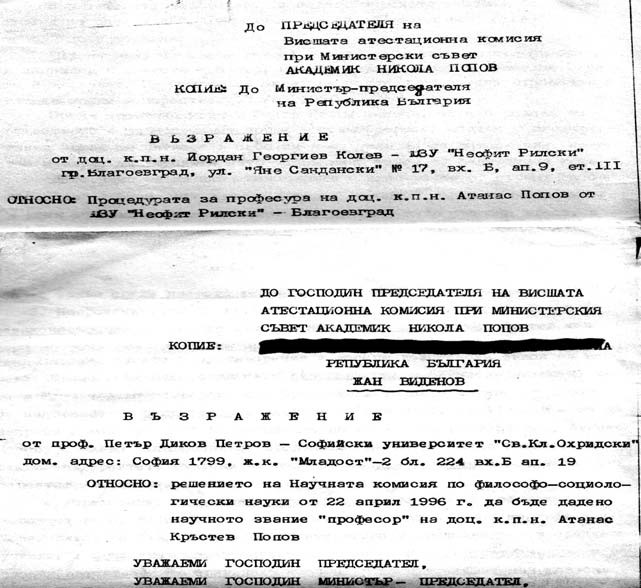 До ПРЕДСЕДАТЕЛЯ на
Висшата атестационна комисия
при Министерски съвет
АКАДЕМИК НИКОЛА ПОПОВ
КОПИЕ: До Министър-председателя
на Република България
ВЪЗРАЖЕНИЕ
от доц. к.п.н. Йордан Георгиев Колев - ЮЗУ "Неофит Рилски"
гр.Благоевград, ул. "Яне Сандански" № 17, вх. Б, ап.9, ет.III
ОТНОСНО: Процедурата за професура на доц. к.п.н. Атанас Попов от
ЮЗУ "Неофит Рилски" - Благоевград
ДО ГОСПОДИН ПРЕДСЕДАТЕЛЯ НА ВИСШАТА
АТЕСТАЦИОННА КОМИСИЯ ПРИ МИНИСТЕРСКИЯ
СЪВЕТ АКАДЕМИК НИКОЛА ПОПОВ
КОПИЕ:
РЕПУБЛИКА БЪЛГАРИЯ
ЖАН ВИДЕНОВ
ВЪЗРАЖЕНИЕ
от проф. Петър Диков Петров - Софийски университет "Св.Кл.Охридски"
дом. адрес: София 1799, ж.к. "Младост"-2 бл. 224 вх.Б ап. 19
ОТНОСНО: решението на Научната комисия по философо-социоло-
гически науки от 22 април 1996 г. да бъде дадено
научното звание "професор" на доц. к.п.н. Атанас
Кръстев Попов
УВАЖАЕМИ ГОСПОДИН ПРЕДСЕДАТЕЛ,
УВАЖАЕМИ ГОСПОДИН МИНИСТЪР- ПРЕДСЕДАТЕЛ,